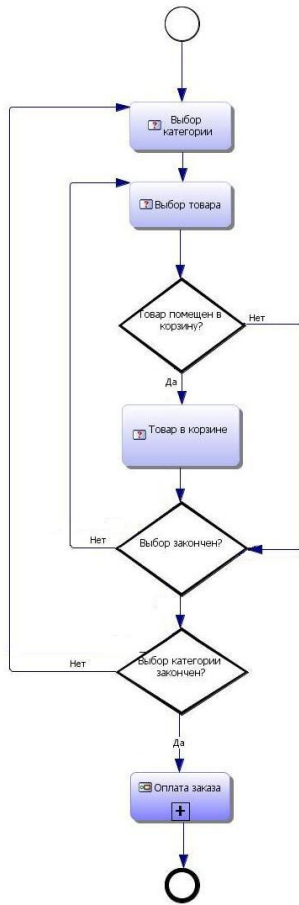 Выбор
категории
Выбор товара
Товар помещен в
корзину?
Нет
Да
Товар в корзине
Выбор закончен?
Нет
Выбор категории
закончен?
Нет
Да
Оплата заказа